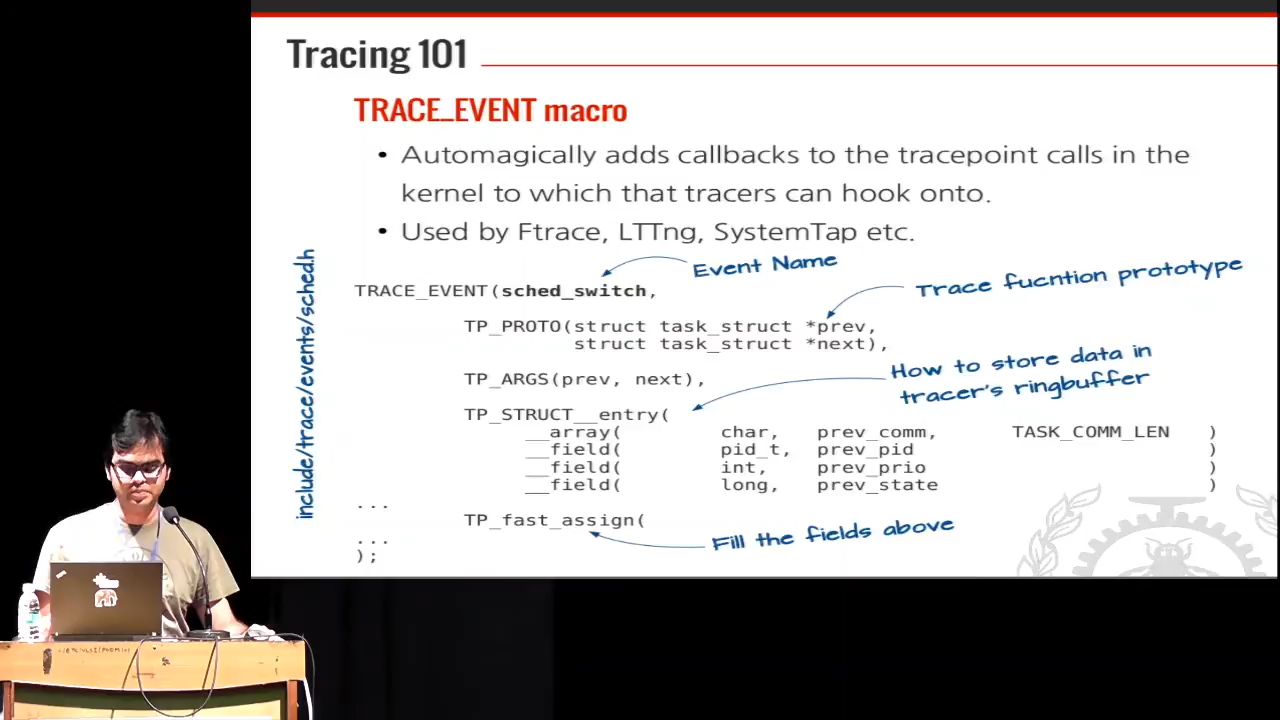 Tracing 101
TRACE_EVENT macro
• Automagically adds callbacks to the tracepoint calls in the
kernel to which that tracers can hook onto.
• Used by Ftrace, LTTng, SystemTap etc.
include/trace/events/sched.h
Event Name
TRACE_EVENT(sched_switch,
Trace fucntion prototype
TP_PROTO(struct task_struct *prev,
struct task_struct *next),
How to store data in
tracer's ringbuffer
TP_ARGS(prev, next),
TP_STRUCT__entry(
__array( char, prev_comm, TASK_COMM_LEN )
__field( pid_t, prev_pid )
__field( int, prev_prio )
__field( long, prev_state )
...
TP_fast_assign(
Fill the fields above
...
);